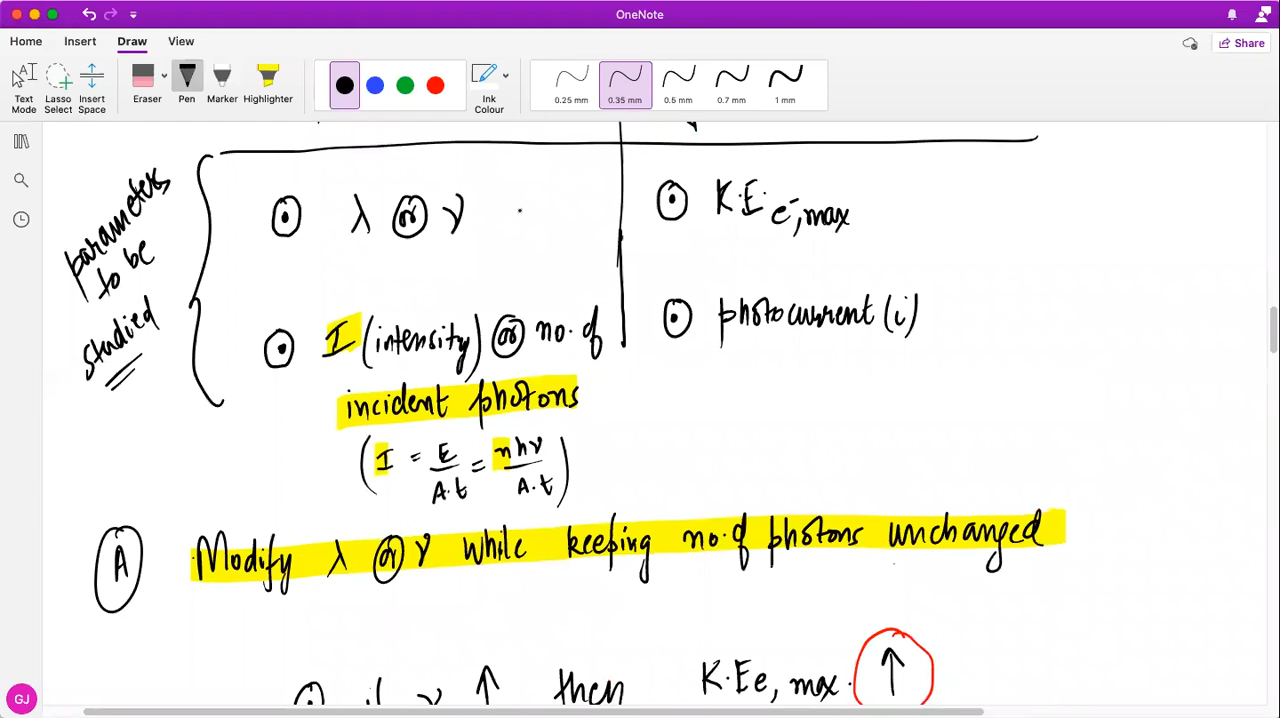 OneNote
Home Insert Draw View
Share
Text Mode
Lasso Select
Insert Space
Eraser
Pen
Marker
Highlighter
Ink Colour
0.25 mm
0.35 mm
0.5 mm
0.7 mm
1 mm
parameters
to be
studied
λ or ν
K.E e⁻,max
I (intensity) or no. of
incident photons
(I = E/A.t = nhν/A.t)
photocurrent (i)
A Modify λ or ν while keeping no. of photons unchanged
if ν ↑ then K.Ee, max. ↑
GJ